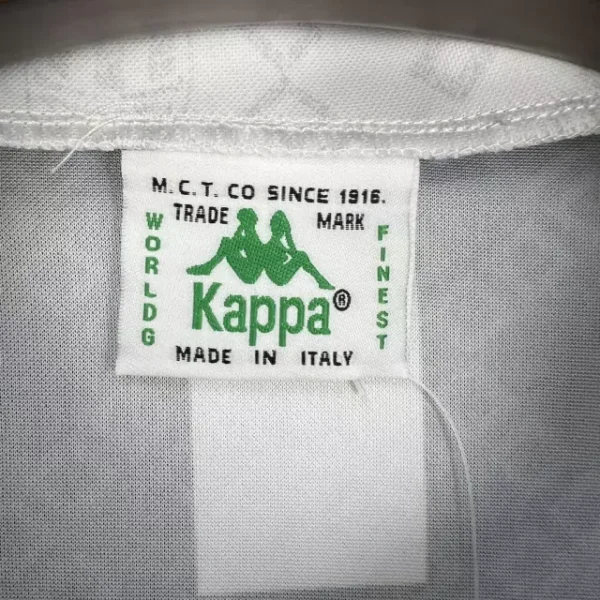 M.C.T. CO SINCE 1916.
TRADE MARK
WORLDG
FINEST
Kappa®
MADE IN ITALY